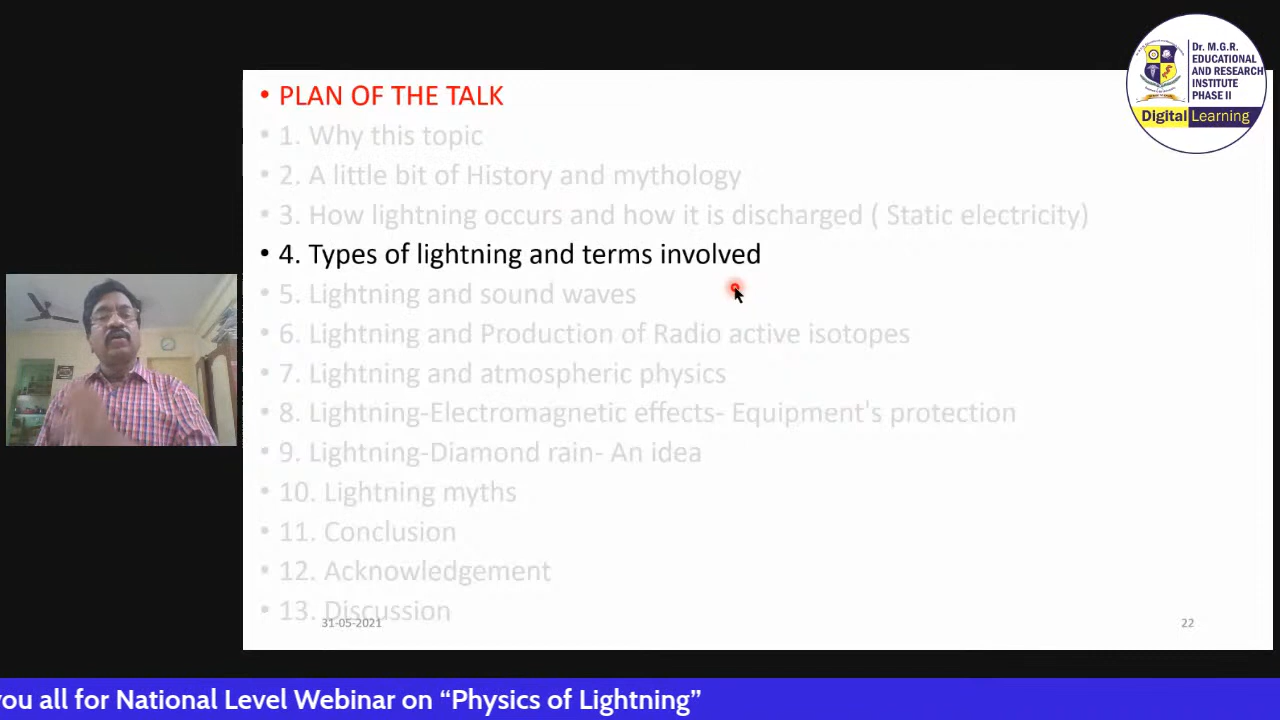 • PLAN OF THE TALK
• 1. Why this topic
• 2. A little bit of History and mythology
• 3. How lightning occurs and how it is discharged ( Static electricity)
• 4. Types of lightning and terms involved
• 5. Lightning and sound waves
• 6. Lightning and Production of Radio active isotopes
• 7. Lightning and atmospheric physics
• 8. Lightning-Electromagnetic effects- Equipment's protection
• 9. Lightning-Diamond rain- An idea
• 10. Lightning myths
• 11. Conclusion
• 12. Acknowledgement
• 13. Discussion
31-05-2021
22
Dr. M.G.R.
EDUCATIONAL
AND RESEARCH
INSTITUTE
PHASE II
Digital Learning
you all for National Level Webinar on “Physics of Lightning”